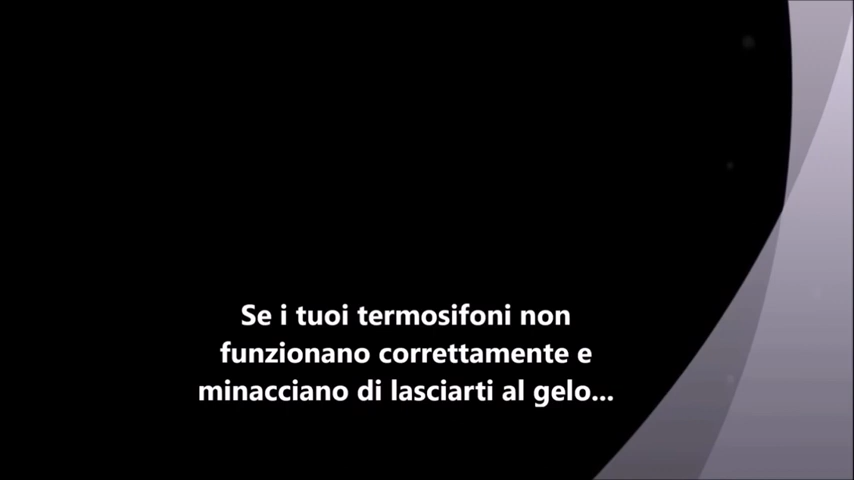 Se i tuoi termosifoni non
funzionano correttamente e
minacciano di lasciarti al gelo...